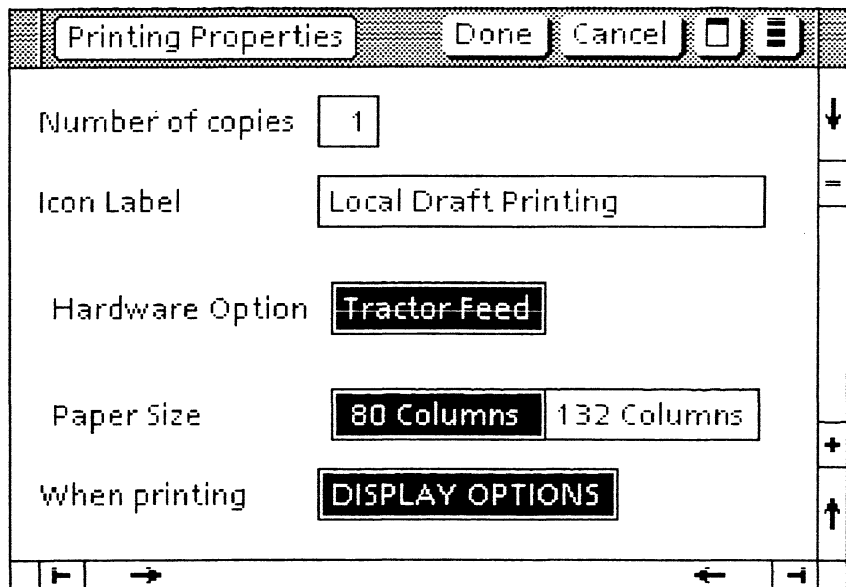 Printing Properties Done Cancel
Number of copies 1
Icon Label Local Draft Printing
Hardware Option Tractor Feed
Paper Size 80 Columns 132 Columns
When printing DISPLAY OPTIONS